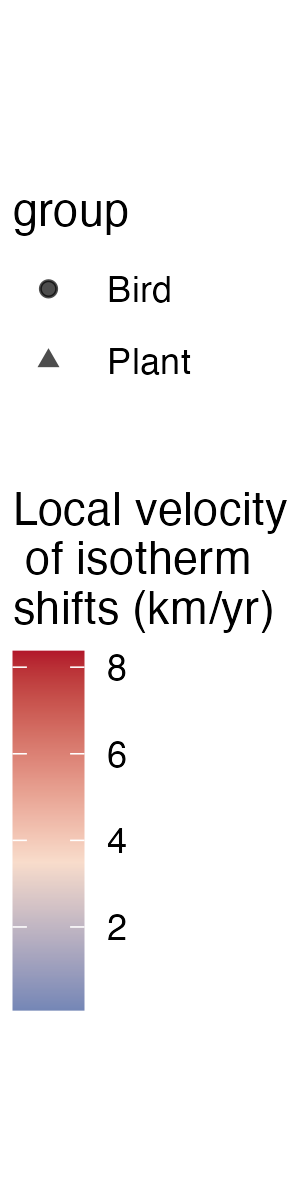 group
Bird
Plant
Local velocity
of isotherm
shifts (km/yr)
8
6
4
2